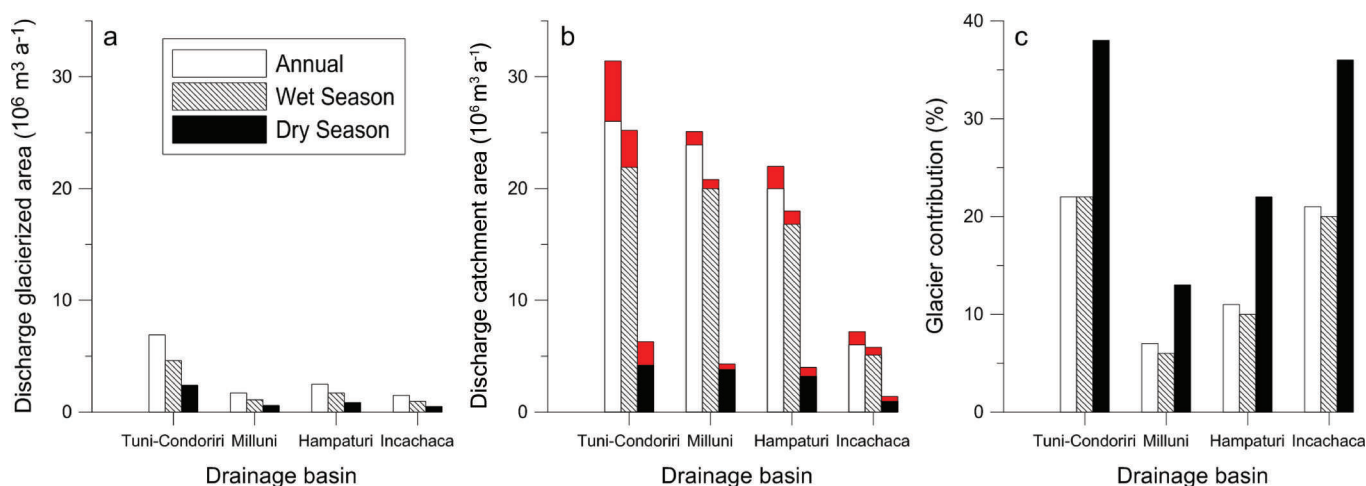 a
Discharge glacierized area (10⁶ m³ a⁻¹)
30
20
10
0
Annual
Wet Season
Dry Season
Tuni-Condoriri Milluni Hampaturi Incachaca
Drainage basin
b
Discharge catchment area (10⁶ m³ a⁻¹)
30
20
10
0
Tuni-Condoriri Milluni Hampaturi Incachaca
Drainage basin
c
Glacier contribution (%)
40
30
20
10
0
Tuni-Condoriri Milluni Hampaturi Incachaca
Drainage basin